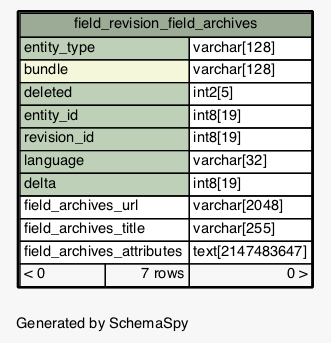 field_revision_field_archives
entity_type varchar[128]
bundle varchar[128]
deleted int2[5]
entity_id int8[19]
revision_id int8[19]
language varchar[32]
delta int8[19]
field_archives_url varchar[2048]
field_archives_title varchar[255]
field_archives_attributes text[2147483647]
< 0 7 rows 0 >
Generated by SchemaSpy